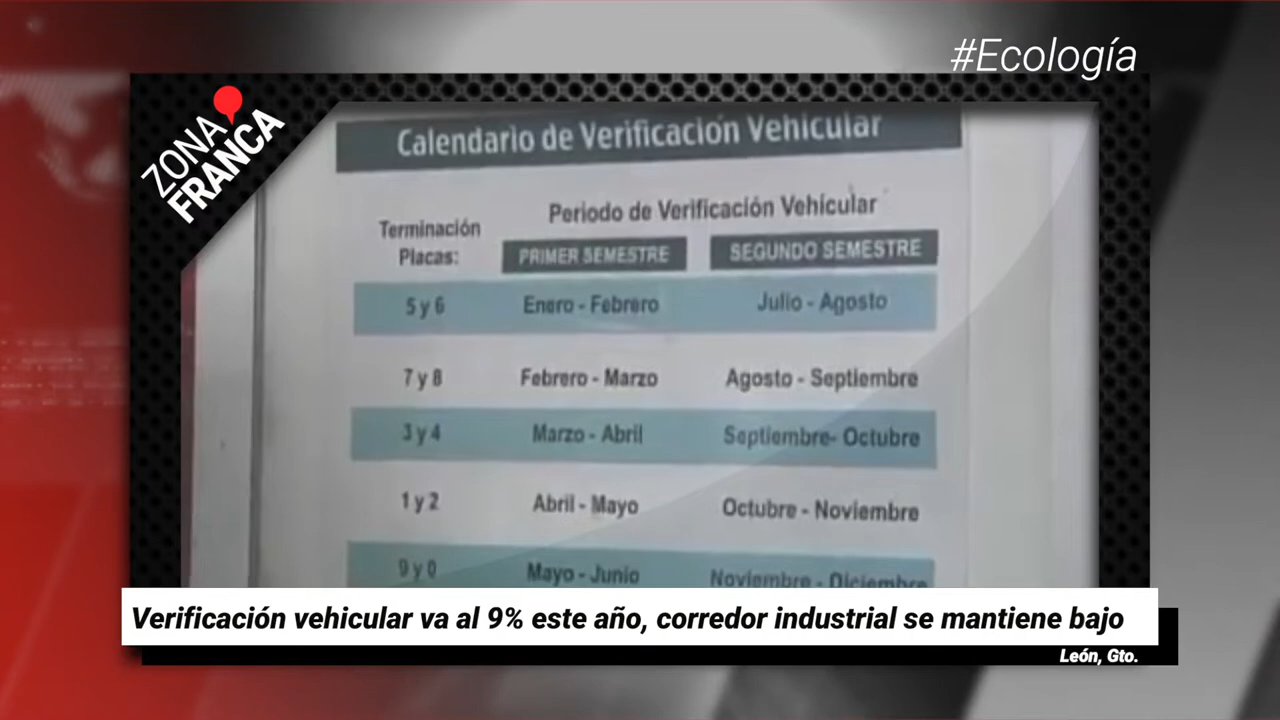 #Ecología
ZONA
FRANCA
Calendario de Verificación Vehicular
Periodo de Verificación Vehícular
Terminación
Placas:
PRIMER SEMESTRE
SEGUNDO SEMESTRE
5 y 6 Enero - Febrero Julio - Agosto
7 y 8 Febrero - Marzo Agosto - Septiembre
3 y 4 Marzo - Abril Septiembre- Octubre
1 y 2 Abril - Mayo Octubre - Noviembre
9 y 0 Mayo - Junio Noviembre - Diciembre
Verificación vehicular va al 9% este año, corredor industrial se mantiene bajo
León, Gto.